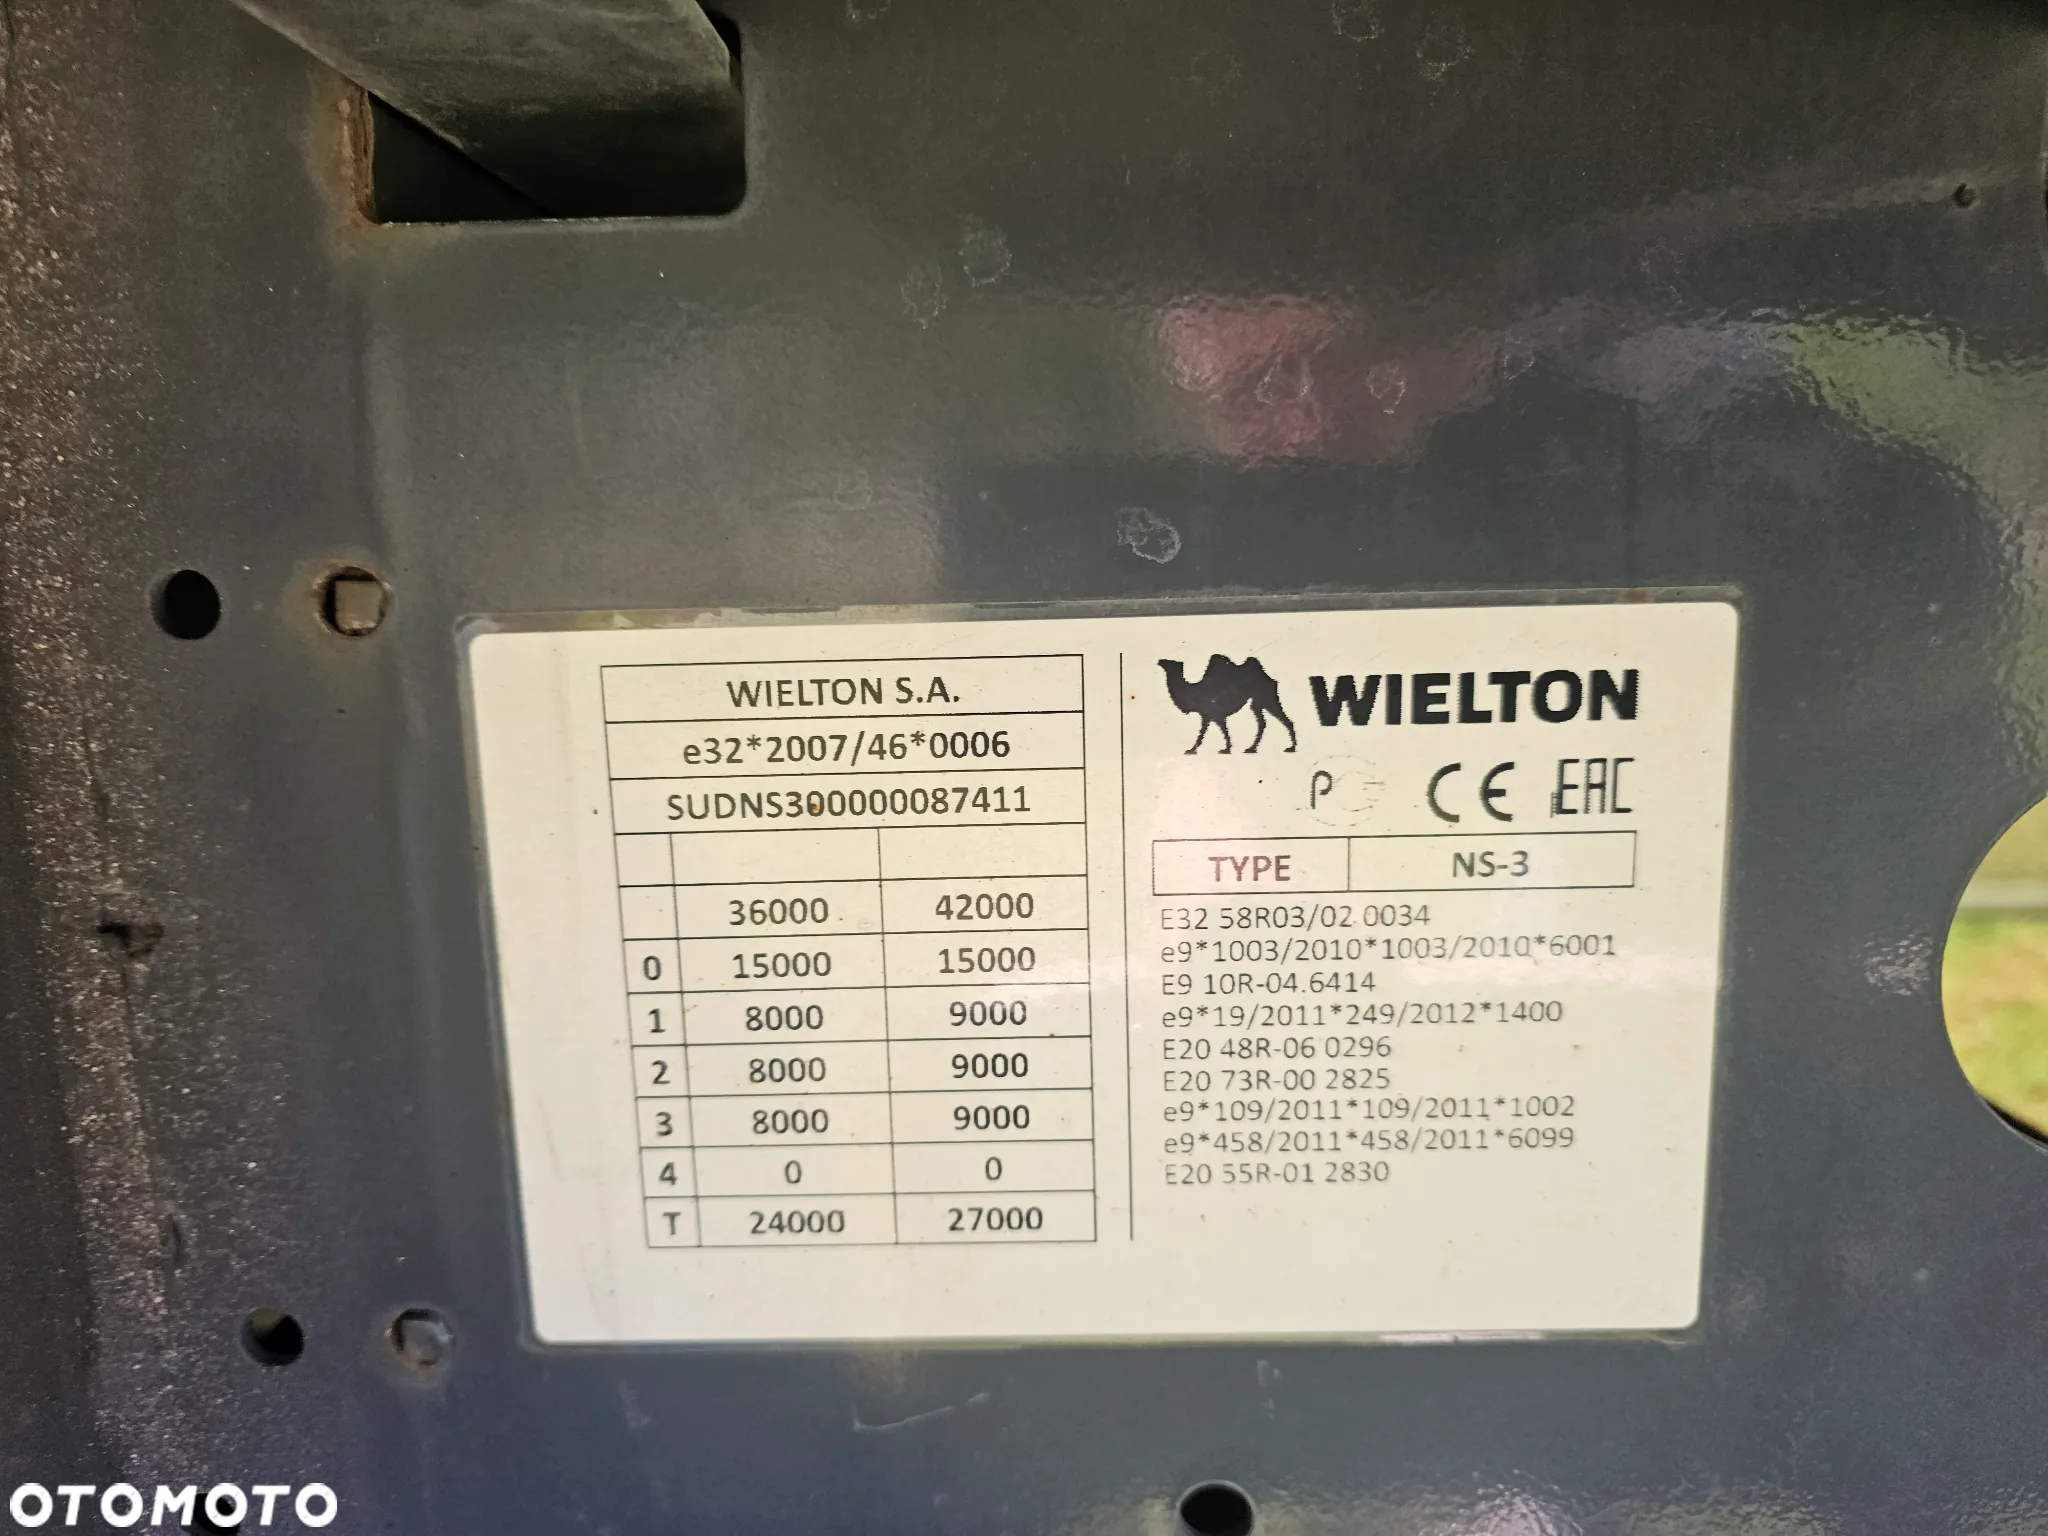 WIELTON S.A.
e32*2007/46*0006
SUDNS300000087411
36000 42000
0 15000 15000
1 8000 9000
2 8000 9000
3 8000 9000
4 0 0
T 24000 27000
WIELTON
P CE EAC
TYPE NS-3
E32 58R03/02 0034
e9*1003/2010*1003/2010*6001
E9 10R-04.6414
e9*19/2011*249/2012*1400
E20 48R-06 0296
E20 73R-00 2825
e9*109/2011*109/2011*1002
e9*458/2011*458/2011*6099
E20 55R-01 2830
OTOMOTO